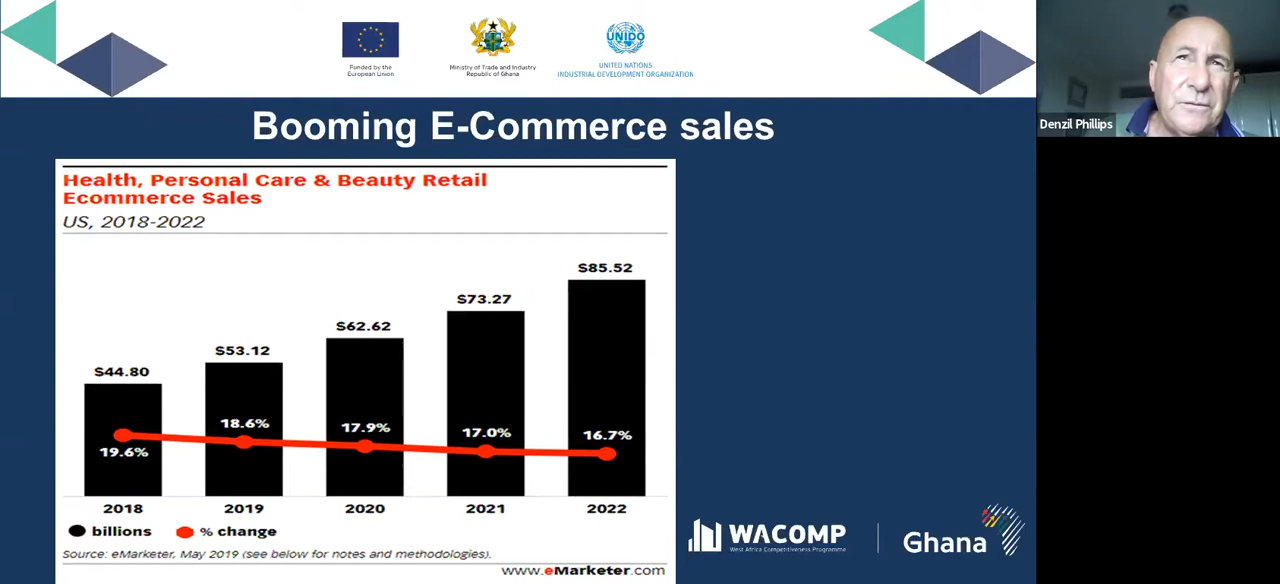 Funded by the
European Union
Ministry of Trade and Industry
Republic of Ghana
UNIDO
UNITED NATIONS
INDUSTRIAL DEVELOPMENT ORGANIZATION
Denzil Phillips
Booming E-Commerce sales
Health, Personal Care & Beauty Retail
Ecommerce Sales
US, 2018-2022
$85.52
$73.27
$62.62
$53.12
$44.80
19.6%
18.6%
17.9%
17.0%
16.7%
2018 2019 2020 2021 2022
billions % change
Source: eMarketer, May 2019 (see below for notes and methodologies).
www.eMarketer.com
WACOMP
West Africa Competitiveness Programme
Ghana